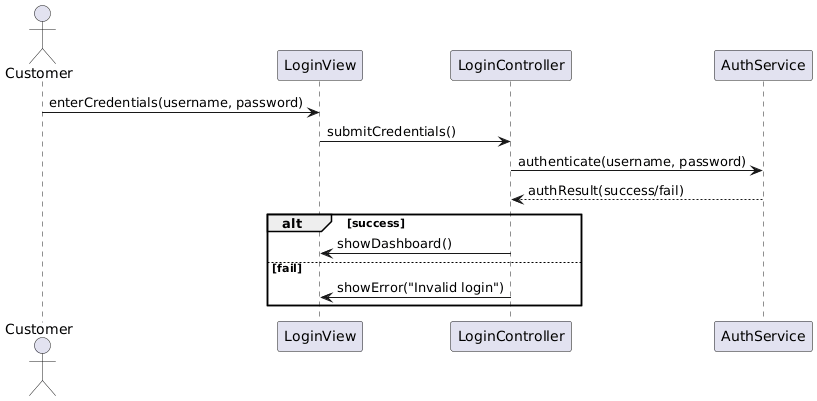 Customer
LoginView
LoginController
AuthService
enterCredentials(username, password)
submitCredentials()
authenticate(username, password)
authResult(success/fail)
alt [success]
showDashboard()
[fail]
showError("Invalid login")
Customer
LoginView
LoginController
AuthService